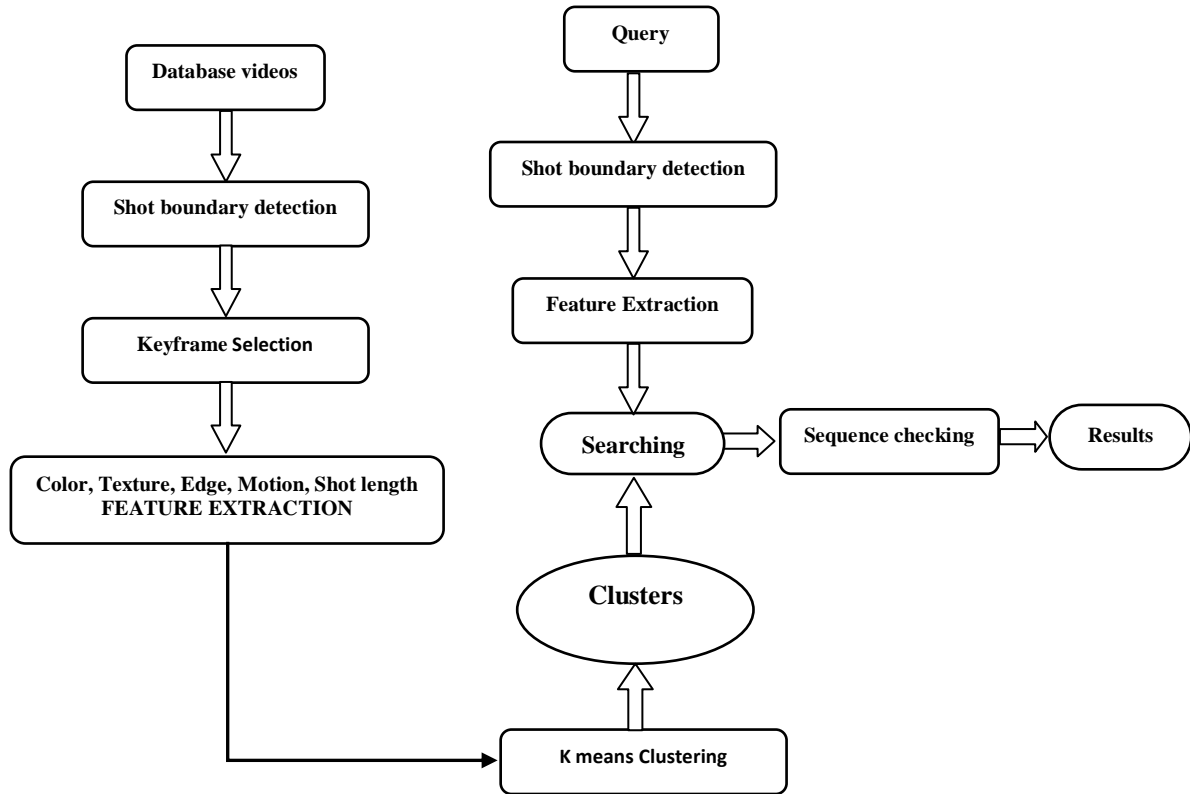 Database videos
Shot boundary detection
Keyframe Selection
Color, Texture, Edge, Motion, Shot length
FEATURE EXTRACTION
Query
Shot boundary detection
Feature Extraction
Searching
Sequence checking
Results
Clusters
K means Clustering